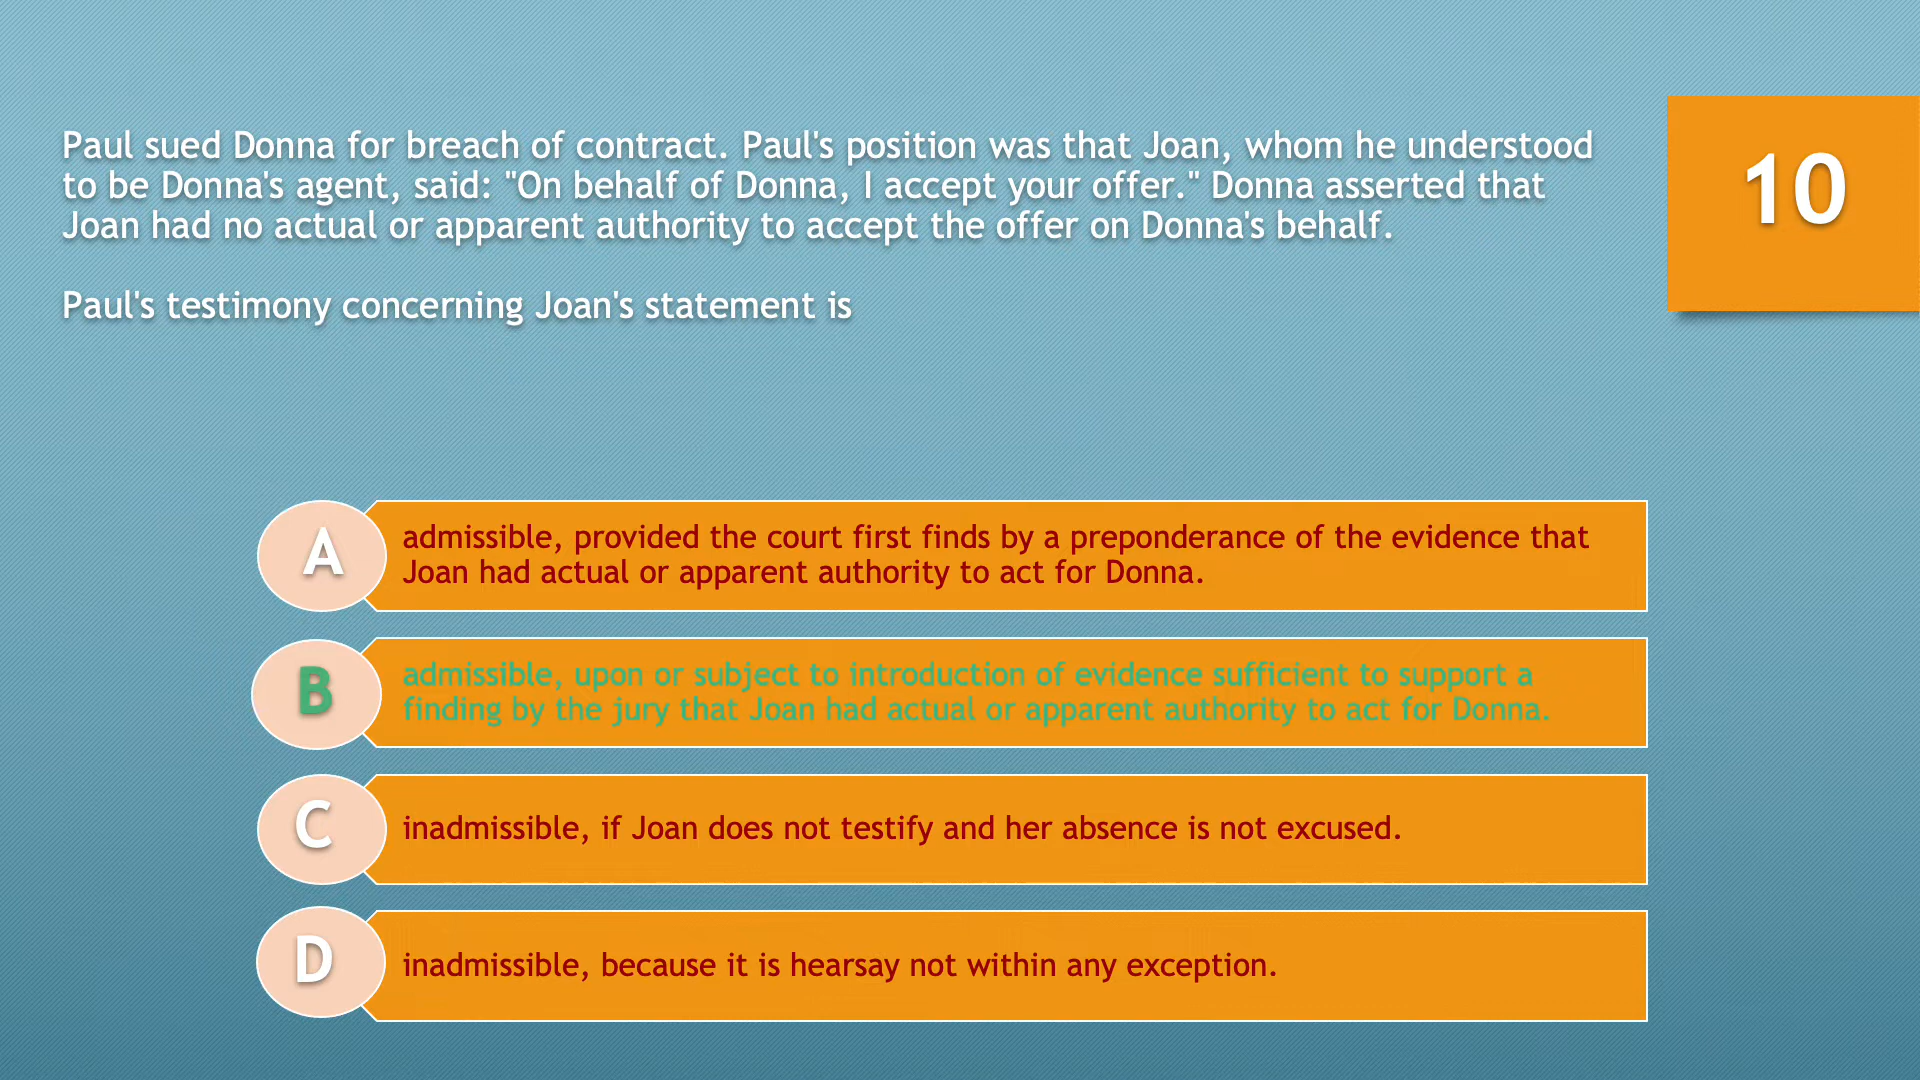 Paul sued Donna for breach of contract. Paul's position was that Joan, whom he understood
to be Donna's agent, said: "On behalf of Donna, I accept your offer." Donna asserted that
Joan had no actual or apparent authority to accept the offer on Donna's behalf.
Paul's testimony concerning Joan's statement is
10
A
admissible, provided the court first finds by a preponderance of the evidence that
Joan had actual or apparent authority to act for Donna.
B
admissible, upon or subject to introduction of evidence sufficient to support a
finding by the jury that Joan had actual or apparent authority to act for Donna.
C
inadmissible, if Joan does not testify and her absence is not excused.
D
inadmissible, because it is hearsay not within any exception.